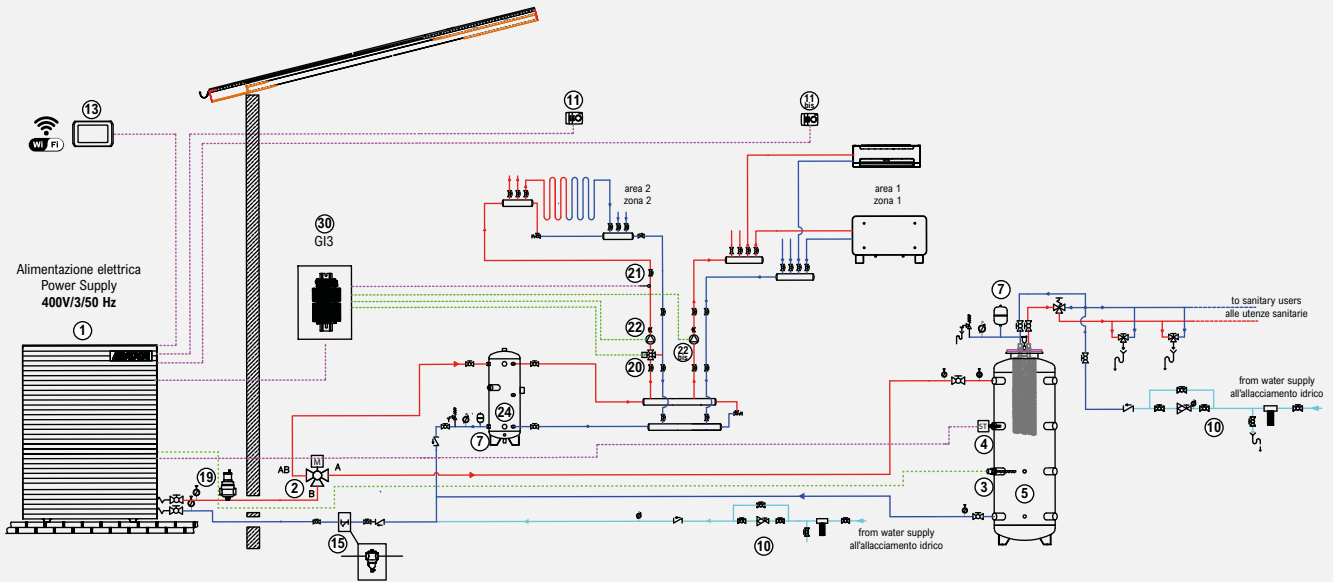 13
Wi Fi
11
11
bis
area 2
zona 2
area 1
zona 1
30
GI3
Alimentazione elettrica
Power Supply
400V/3/50 Hz
1
21
22
22
bis
20
7
to sanitary users
alle utenze sanitarie
24
7
from water supply
all'allacciamento idrico
10
ST
4
M
AB
A
2
B
19
3
5
15
10
from water supply
all'allacciamento idrico